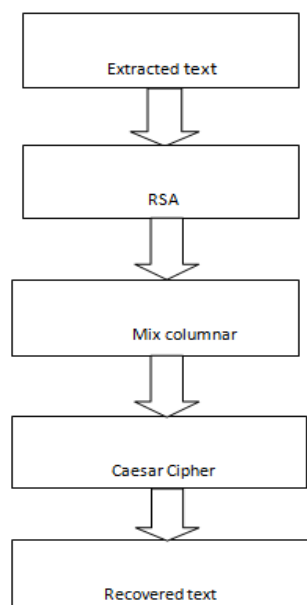 Extracted text
RSA
Mix columnar
Caesar Cipher
Recovered text